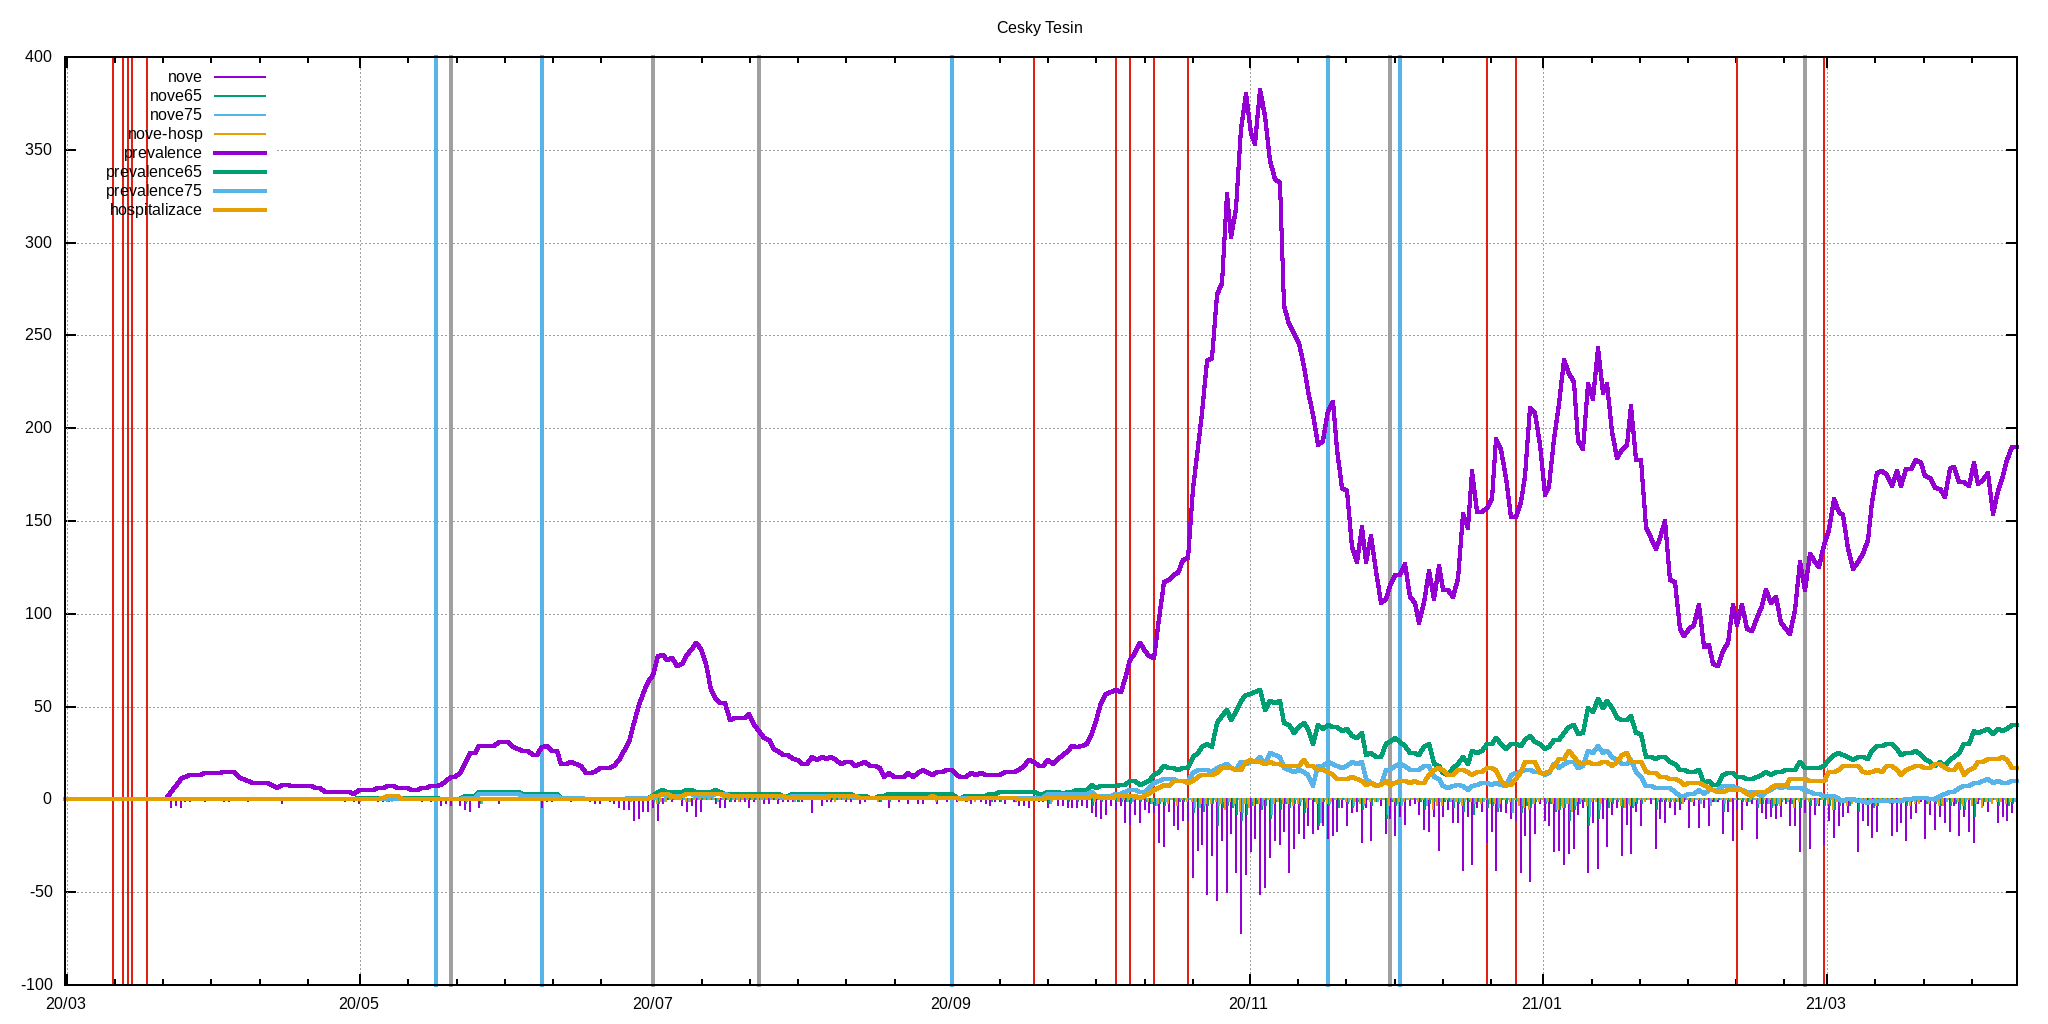 Cesky Tesin
400
350
300
250
200
150
100
50
0
-50
-100
nove
nove65
nove75
nove-hosp
prevalence
prevalence65
prevalence75
hospitalizace
20/03 20/05 20/07 20/09 20/11 21/01 21/03